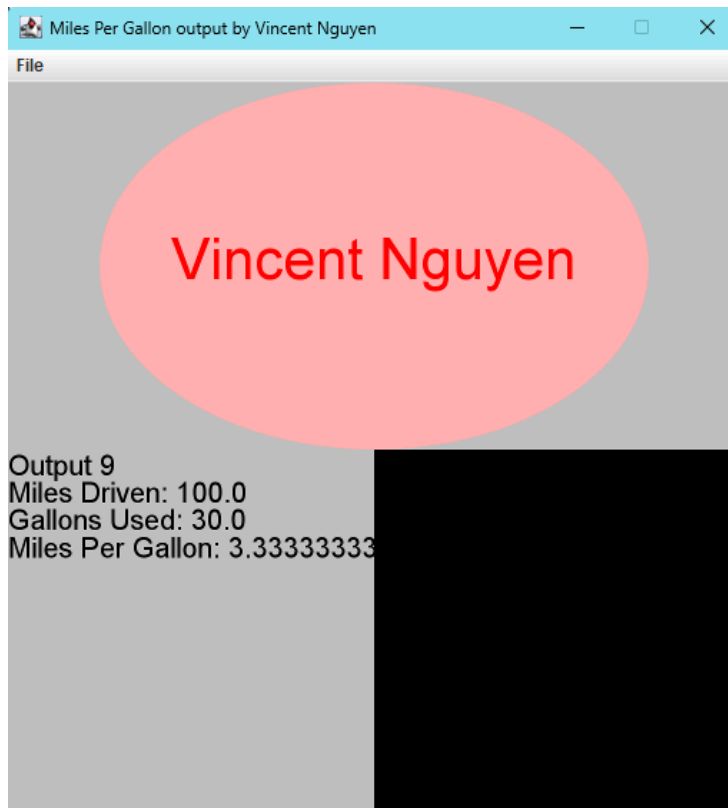 Miles Per Gallon output by Vincent Nguyen
File
Vincent Nguyen
Output 9
Miles Driven: 100.0
Gallons Used: 30.0
Miles Per Gallon: 3.33333333